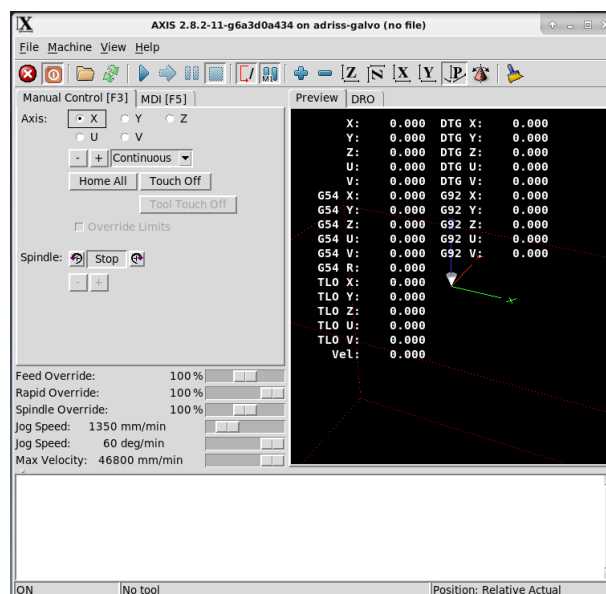 AXIS 2.8.2-11-g6a3d0a434 on adriss-galvo (no file)
File Machine View Help
Manual Control [F3] MDI [F5]
Preview DRO
Axis: X Y Z
U V
- + Continuous
Home All Touch Off
Tool Touch Off
Override Limits
Spindle: Stop
- +
X: 0.000 DTG X: 0.000
Y: 0.000 DTG Y: 0.000
Z: 0.000 DTG Z: 0.000
U: 0.000 DTG U: 0.000
V: 0.000 DTG V: 0.000
G54 X: 0.000 G92 X: 0.000
G54 Y: 0.000 G92 Y: 0.000
G54 Z: 0.000 G92 Z: 0.000
G54 U: 0.000 G92 U: 0.000
G54 V: 0.000 G92 V: 0.000
G54 R: 0.000
TLO X: 0.000
TLO Y: 0.000
TLO Z: 0.000
TLO U: 0.000
TLO V: 0.000
Vel: 0.000
X
Feed Override: 100 %
Rapid Override: 100 %
Spindle Override: 100 %
Jog Speed: 1350 mm/min
Jog Speed: 60 deg/min
Max Velocity: 46800 mm/min
ON No tool Position: Relative Actual